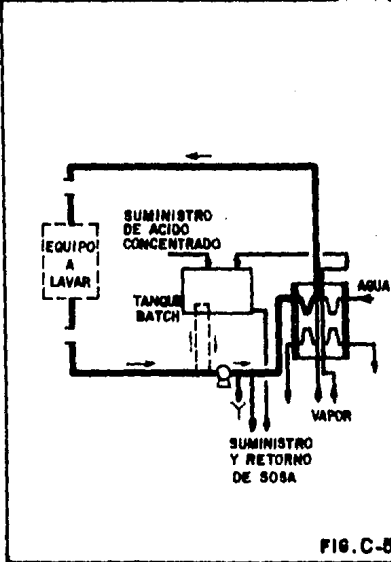 SUMINISTRO
DE ACIDO
CONCENTRADO
EQUIPO
A
LAVAR
TANQUE
BATCH
AGUA
VAPOR
SUMINISTRO
Y RETORNO
DE SOSA
FIG. C-5